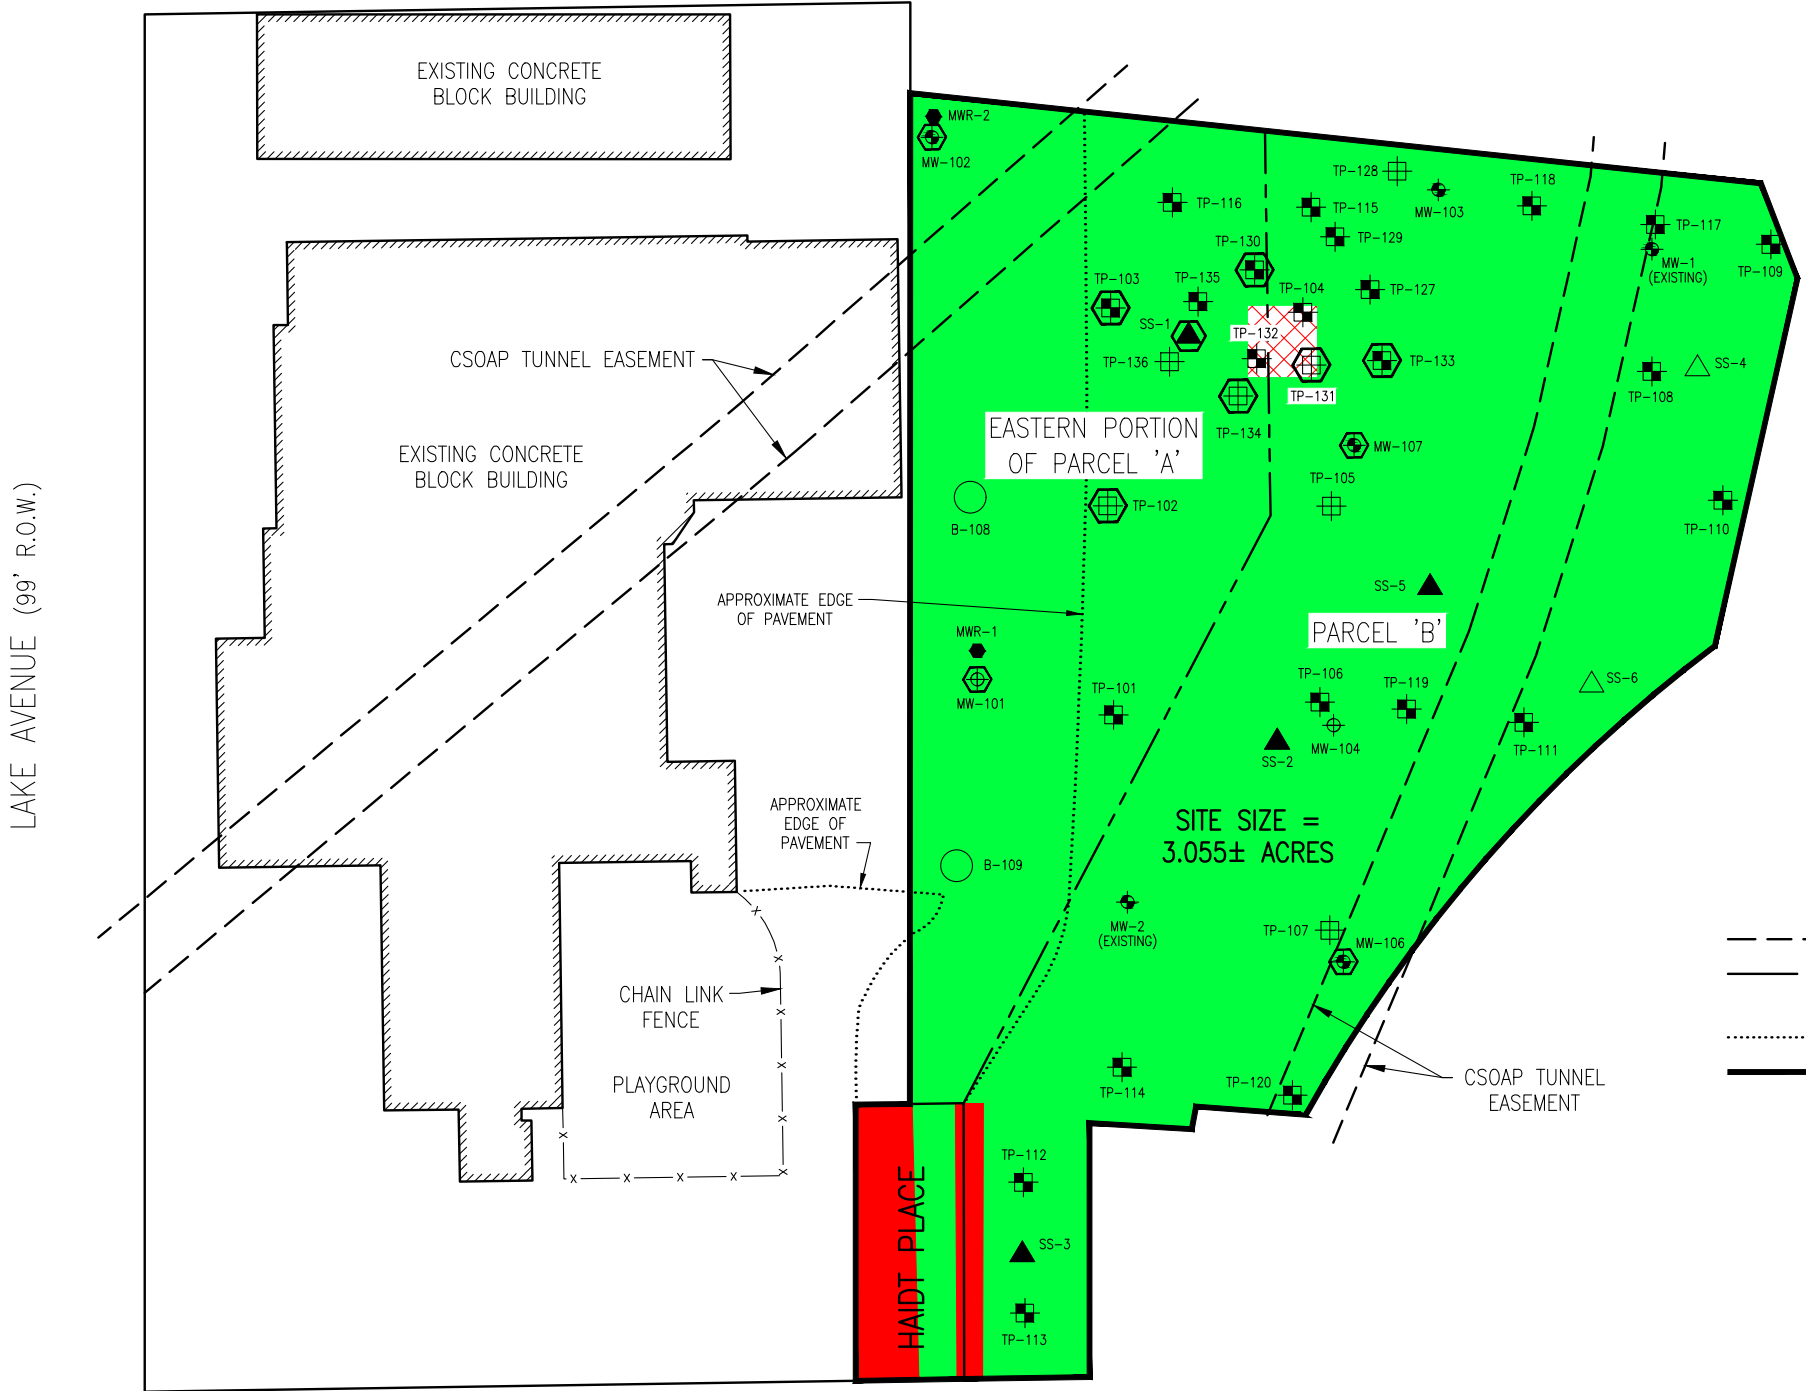 EXISTING CONCRETE
BLOCK BUILDING
MWR-2
MW-102
TP-128
TP-118
MW-103
TP-116
TP-115
TP-117
TP-129
TP-130
MW-1
(EXISTING)
TP-109
TP-103
TP-135
TP-104
TP-127
SS-1
TP-132
TP-136
TP-133
SS-4
TP-131
TP-108
CSOAP TUNNEL EASEMENT
EASTERN PORTION
OF PARCEL 'A'
TP-134
MW-107
EXISTING CONCRETE
BLOCK BUILDING
TP-105
B-108
TP-102
TP-110
LAKE AVENUE (99' R.O.W.)
SS-5
APPROXIMATE EDGE
OF PAVEMENT
PARCEL 'B'
MWR-1
MW-101
TP-101
TP-106
TP-119
SS-6
MW-104
TP-111
SS-2
APPROXIMATE
EDGE OF
PAVEMENT
SITE SIZE =
3.055± ACRES
B-109
MW-2
(EXISTING)
TP-107
MW-106
x
x
x
x
x
x
x
x
x
x
x
CHAIN LINK
FENCE
PLAYGROUND
AREA
TP-114
TP-120
CSOAP TUNNEL
EASEMENT
TP-112
HAIDT PLACE
SS-3
TP-113